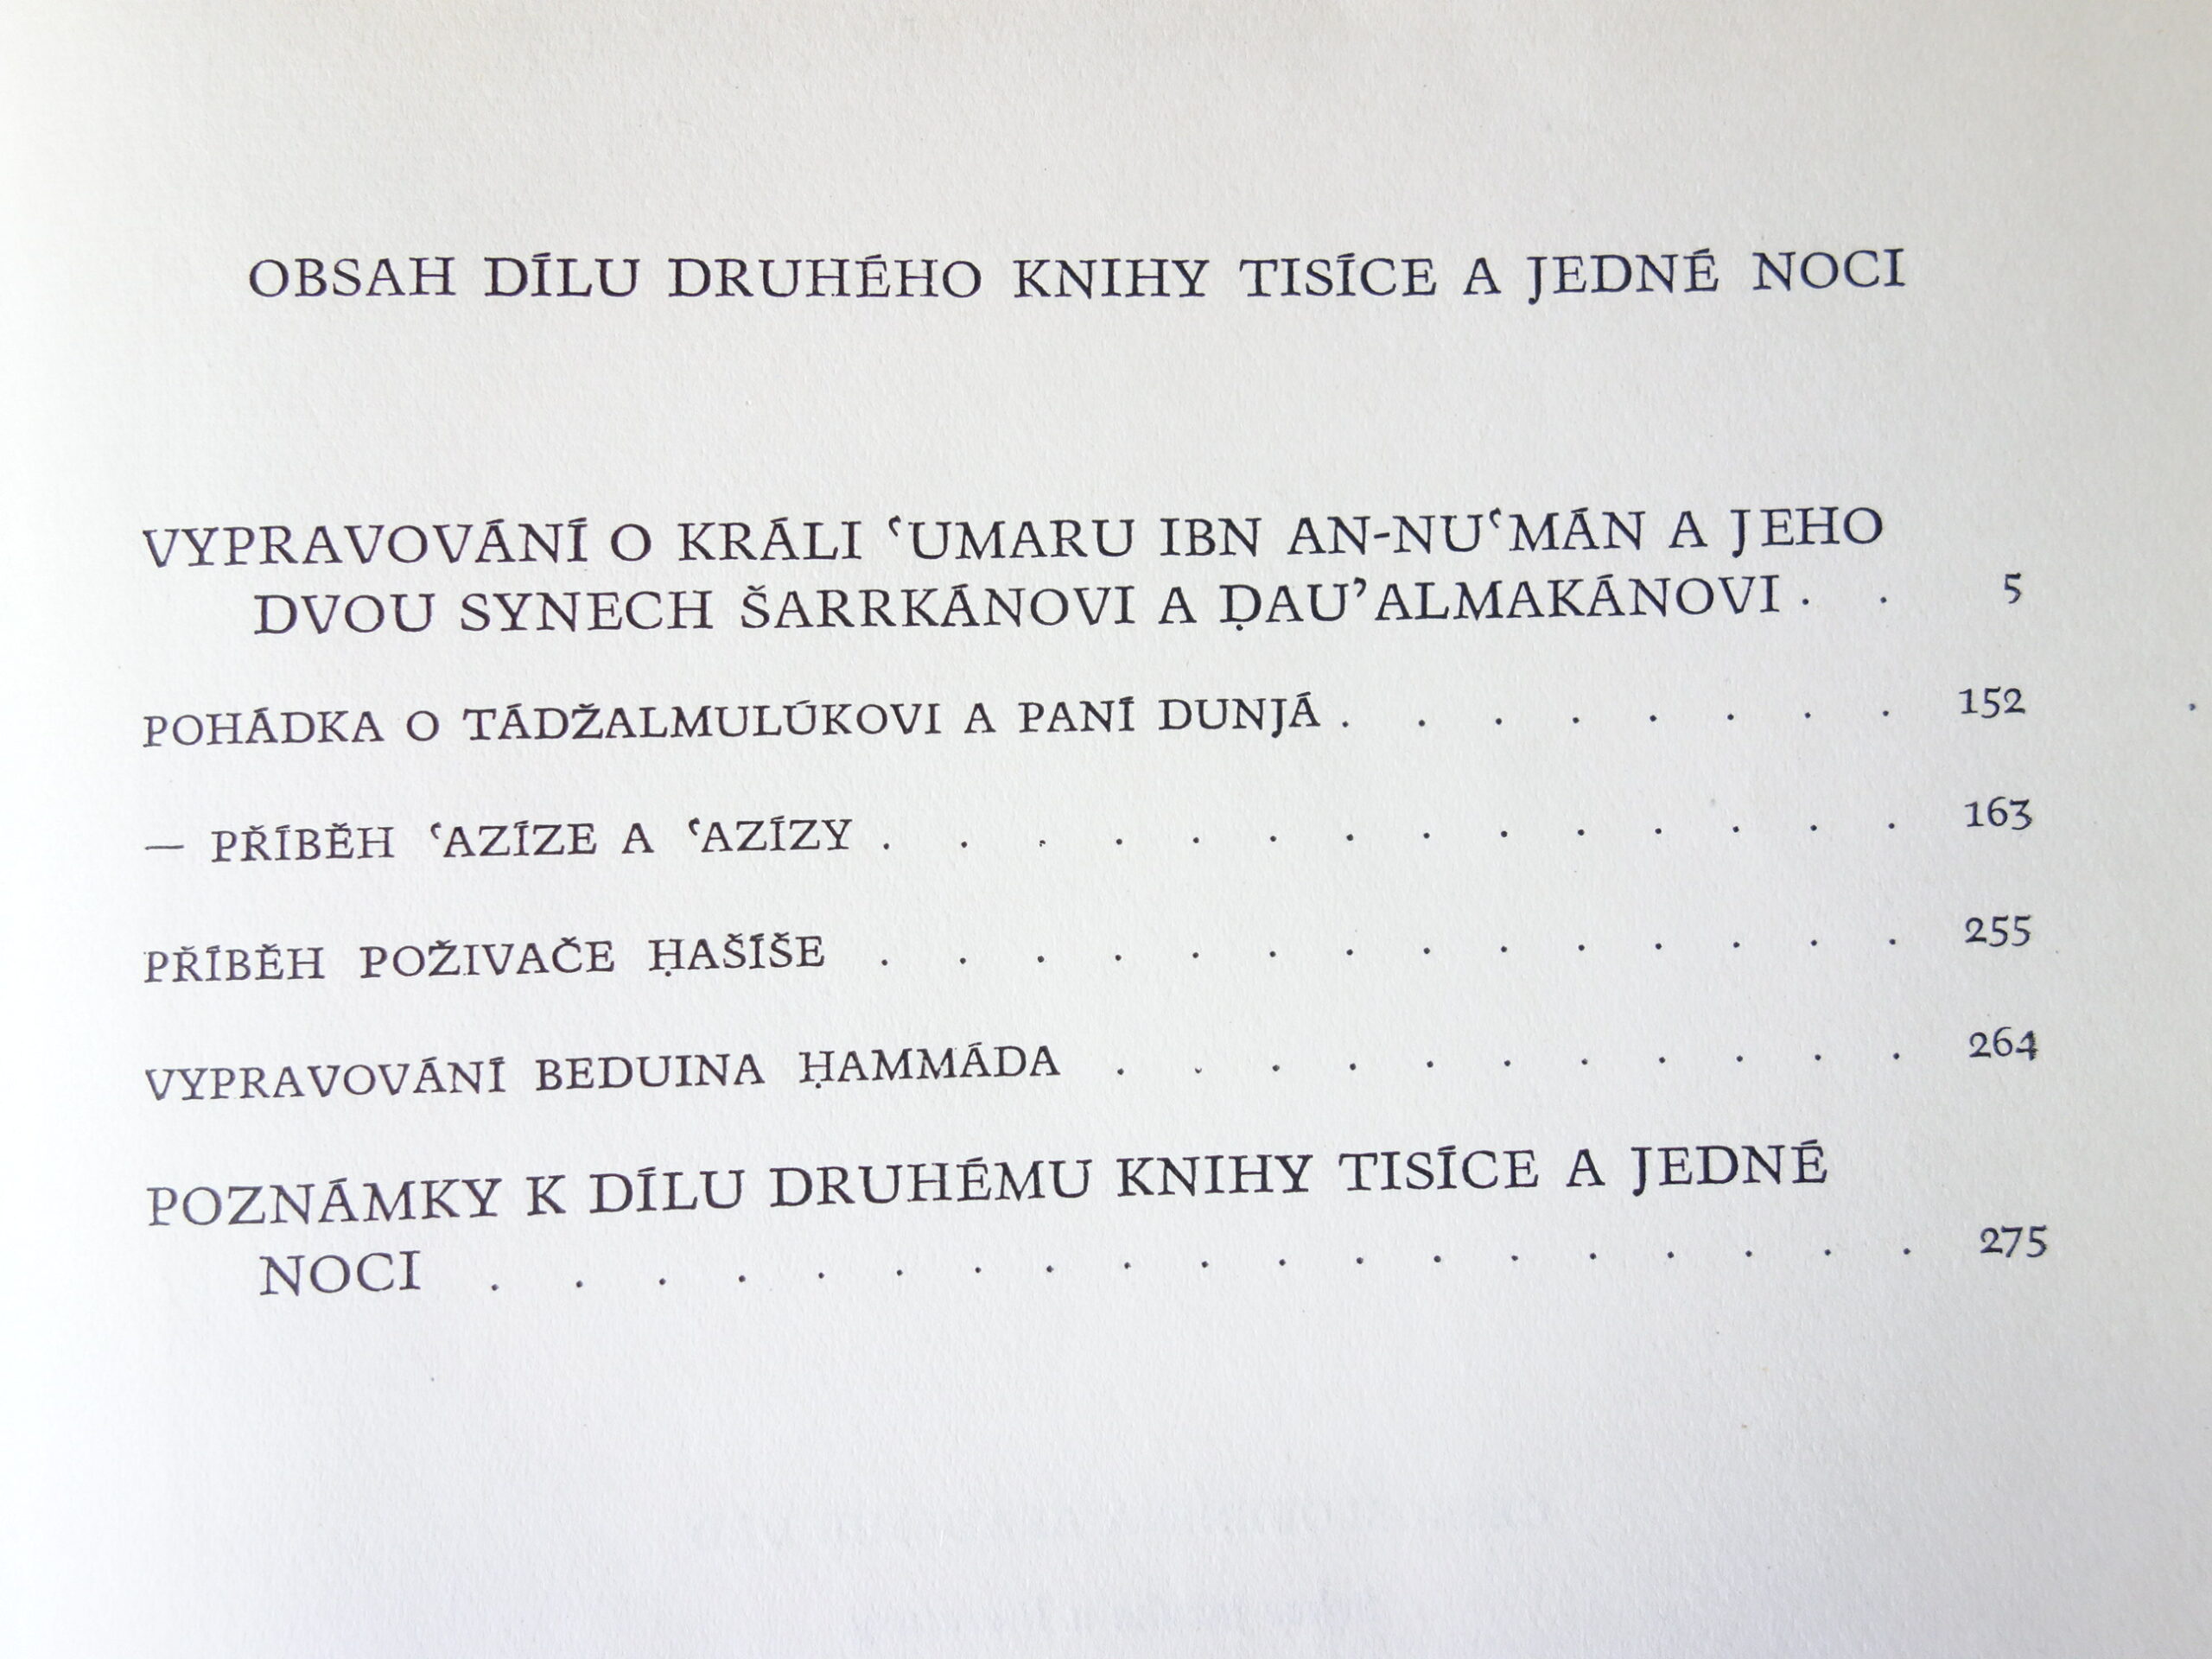 OBSAH DÍLU DRUHÉHO KNIHY TISÍCE A JEDNÉ NOCI
VYPRAVOVÁNÍ O KRÁLI ʿUMARU IBN AN-NUʿMÁN A JEHO
DVOU SYNECH ŠARRKÁNOVI A ḌAU’ALMAKÁNOVI . . 5
POHÁDKA O TÁDŽALMULÚKOVI A PANÍ DUNJÁ . . . . . . . . 152
— PŘÍBĚH ʿAZÍZE A ʿAZÍZY . . . . . . . . . . . . . . 163
PŘÍBĚH POŽIVAČE ḤAŠÍŠE . . . . . . . . . . . . . . 255
VYPRAVOVÁNÍ BEDUINA ḤAMMÁDA . . . . . . . . . . . 264
POZNÁMKY K DÍLU DRUHÉMU KNIHY TISÍCE A JEDNÉ
NOCI . . . . . . . . . . . . . . . . . . . 275